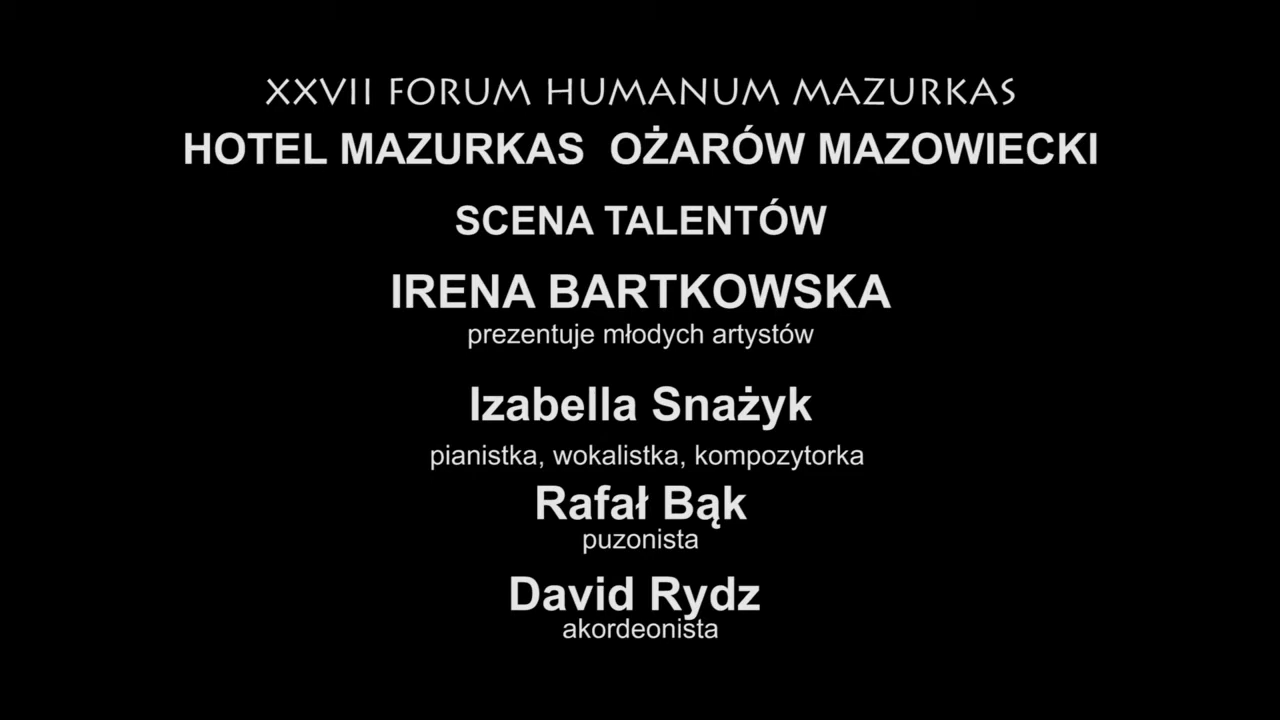 XXVII FORUM HUMANUM MAZURKAS
HOTEL MAZURKAS OŻARÓW MAZOWIECKI
SCENA TALENTÓW
IRENA BARTKOWSKA
prezentuje młodych artystów
Izabella Snażyk
pianistka, wokalistka, kompozytorka
Rafał Bąk
puzonista
David Rydz
akordeonista